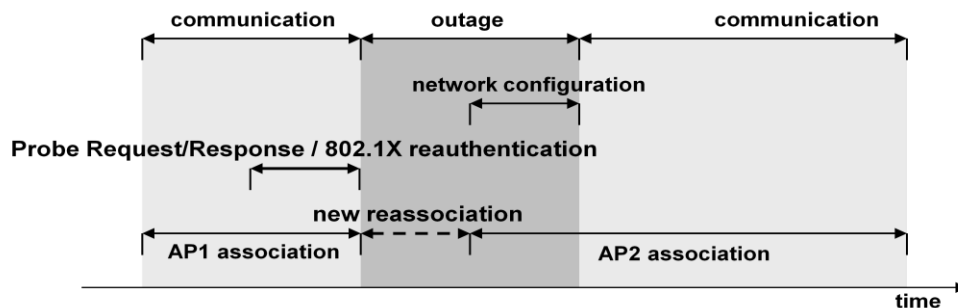 communication outage communication
network configuration
Probe Request/Response / 802.1X reauthentication
new reassociation
AP1 association AP2 association
time